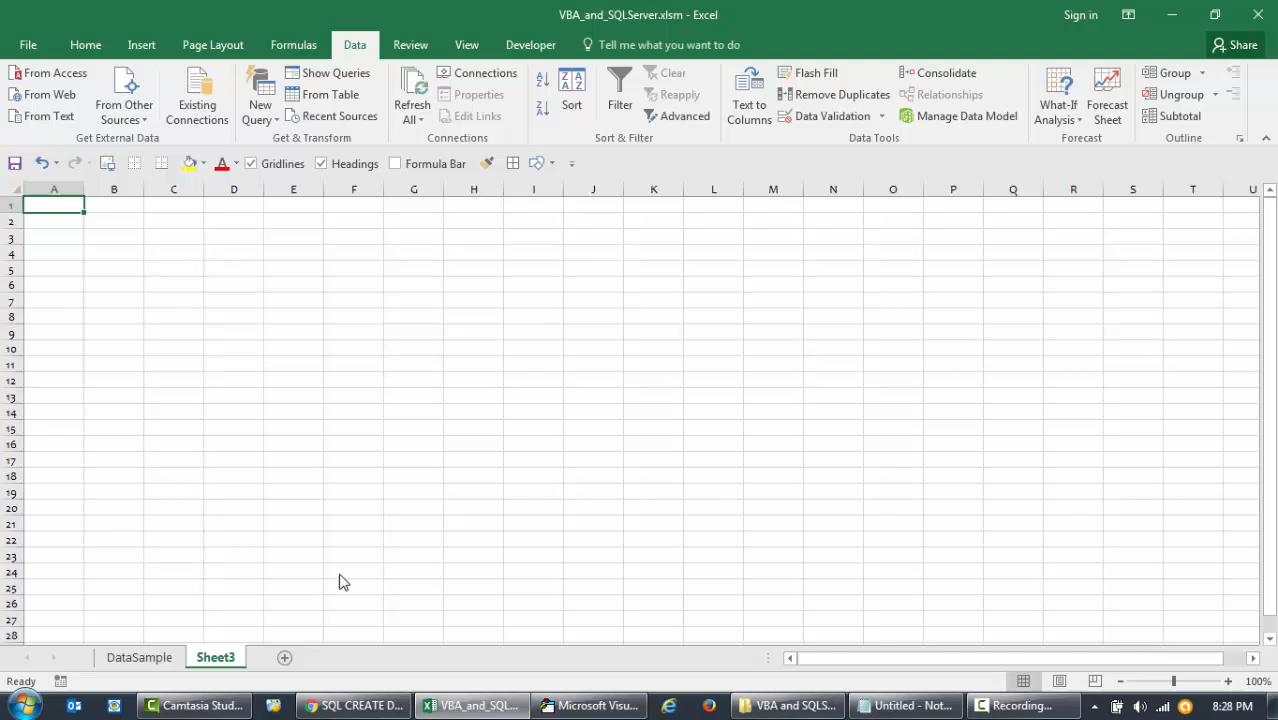 VBA_and_SQLServer.xlsm - Excel
Sign in
File Home Insert Page Layout Formulas Data Review View Developer Tell me what you want to do Share
From Access
From Web
From Text
From Other Sources
Existing Connections
Get External Data
New Query
Show Queries
From Table
Recent Sources
Get & Transform
Refresh All
Connections
Properties
Edit Links
Connections
Sort
Filter
Clear
Reapply
Advanced
Sort & Filter
Text to Columns
Flash Fill
Remove Duplicates
Data Validation
Consolidate
Relationships
Manage Data Model
Data Tools
What-If Analysis
Forecast Sheet
Forecast
Group
Ungroup
Subtotal
Outline
Gridlines Headings Formula Bar
A B C D E F G H I J K L M N O P Q R S T U
1
2
3
4
5
6
7
8
9
10
11
12
13
14
15
16
17
18
19
20
21
22
23
24
25
26
27
28
DataSample Sheet3
Ready 100%
Camtasia Stud... SQL CREATE D... VBA_and_SQL... Microsoft Visu... VBA and SQLS... Untitled - Not... Recording... 8:28 PM